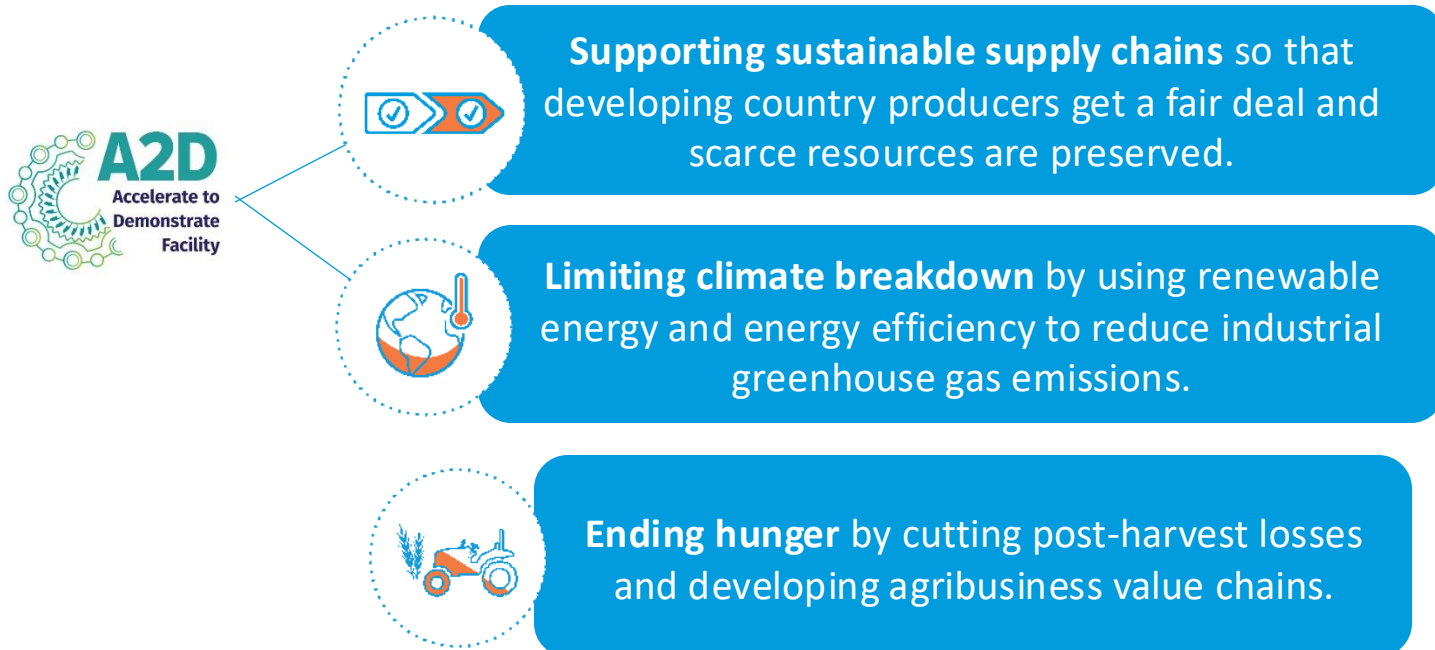 A2D
Accelerate to
Demonstrate
Facility
Supporting sustainable supply chains so that
developing country producers get a fair deal and
scarce resources are preserved.
Limiting climate breakdown by using renewable
energy and energy efficiency to reduce industrial
greenhouse gas emissions.
Ending hunger by cutting post-harvest losses
and developing agribusiness value chains.